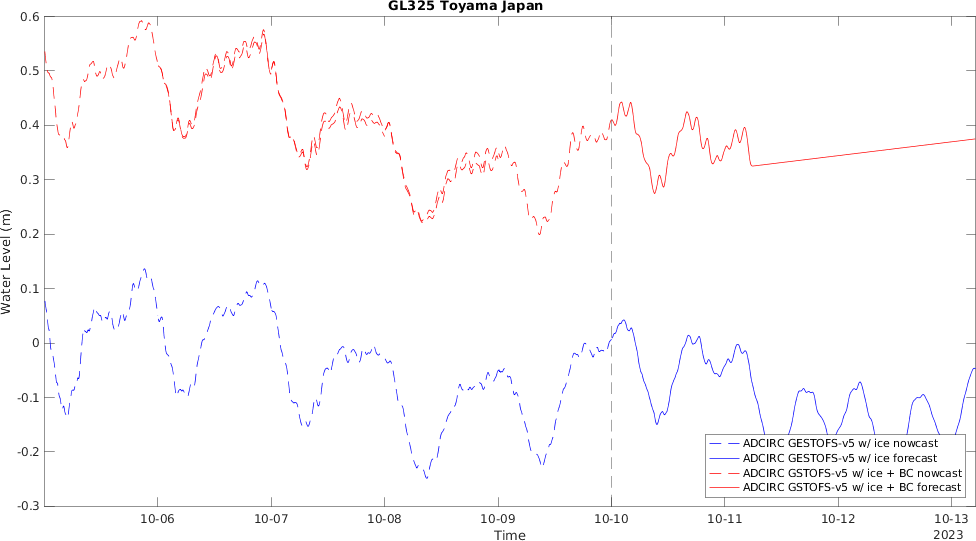 GL325 Toyama Japan
0.6
0.5
0.4
0.3
0.2
0.1
0
-0.1
-0.2
-0.3
Water Level (m)
ADCIRC GESTOFS-v5 w/ ice nowcast
ADCIRC GESTOFS-v5 w/ ice forecast
ADCIRC GSTOFS-v5 w/ ice + BC nowcast
ADCIRC GSTOFS-v5 w/ ice + BC forecast
10-06 10-07 10-08 10-09 10-10 10-11 10-12 10-13
Time
2023